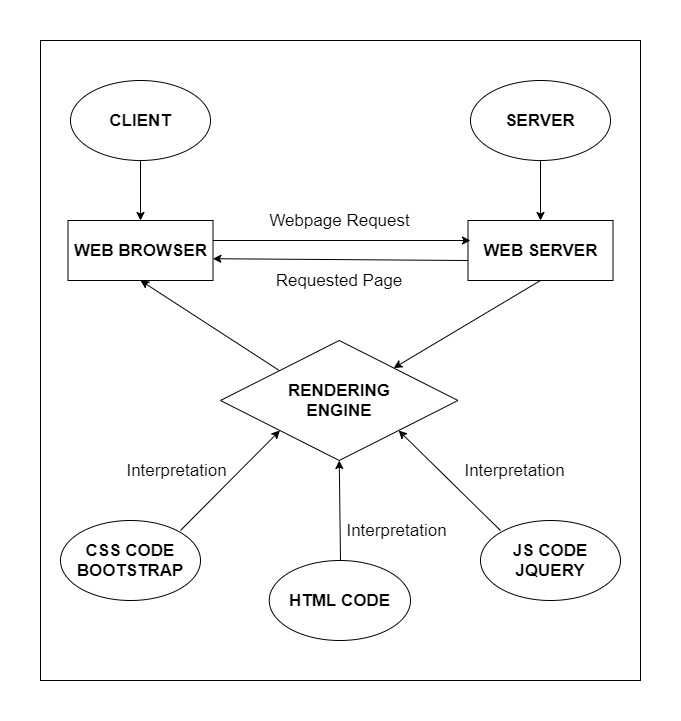 CLIENT
SERVER
Webpage Request
WEB BROWSER
WEB SERVER
Requested Page
RENDERING
ENGINE
Interpretation
Interpretation
Interpretation
CSS CODE
BOOTSTRAP
JS CODE
JQUERY
HTML CODE